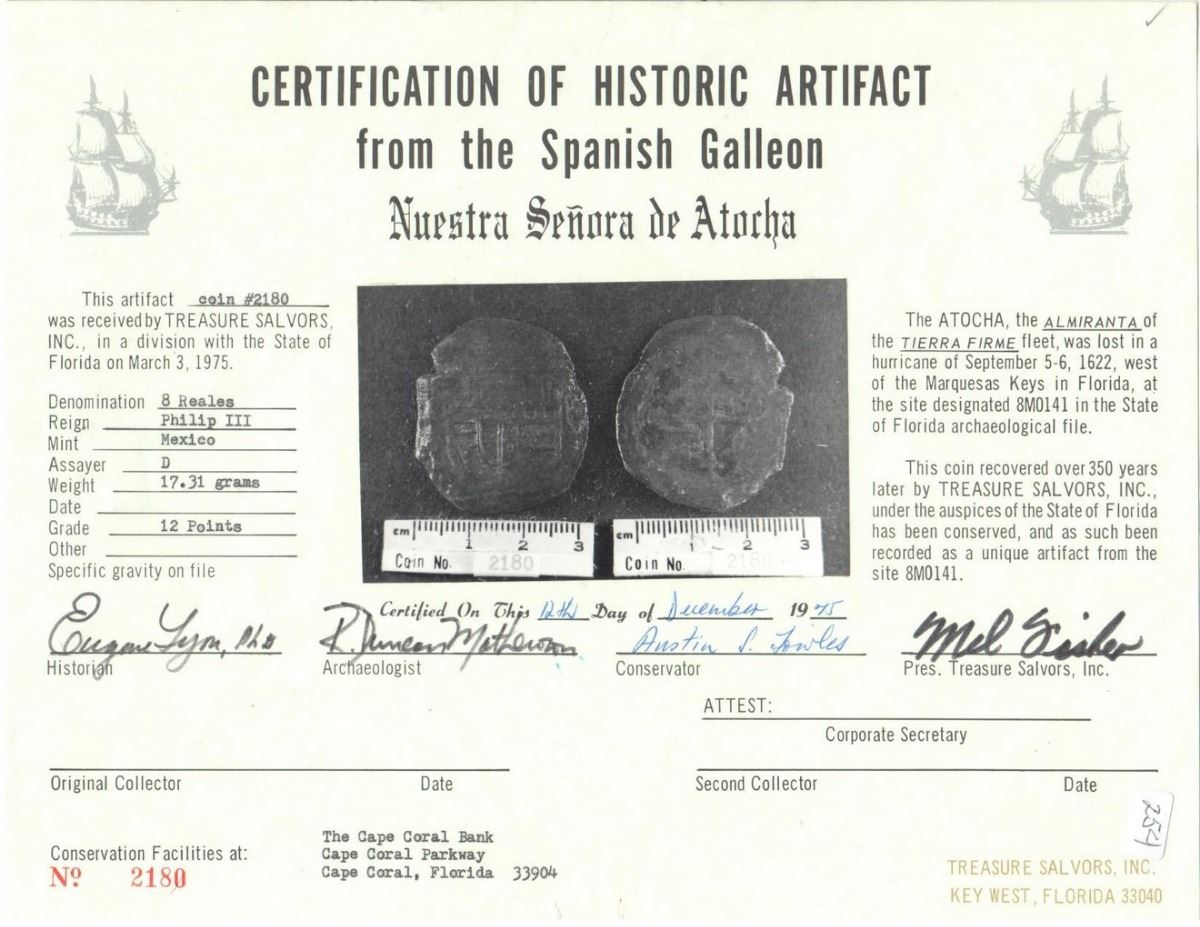 CERTIFICATION OF HISTORIC ARTIFACT
from the Spanish Galleon
Nuestra Señora de Atocha
This artifact coin #2180
was received by TREASURE SALVORS,
INC., in a division with the State of
Florida on March 3, 1975.
Denomination 8 Reales
Reign Philip III
Mint Mexico
Assayer D
Weight 17.31 grams
Date
Grade 12 Points
Other
Specific gravity on file
cm 1 2 3
Coin No. 2180
cm 1 2 3
Coin No. 2180
The ATOCHA, the ALMIRANTA of
the TIERRA FIRME fleet, was lost in a
hurricane of September 5-6, 1622, west
of the Marquesas Keys in Florida, at
the site designated 8MO141 in the State
of Florida archaeological file.
This coin recovered over 350 years
later by TREASURE SALVORS, INC.,
under the auspices of the State of Florida
has been conserved, and as such been
recorded as a unique artifact from the
site 8MO141.
Certified On This 12th Day of December 1975
Eugene Lyon, Ph D
Historian
R. Duncan Mathewson
Archaeologist
Austin S. Fowles
Conservator
Mel Fisher
Pres. Treasure Salvors, Inc.
ATTEST:
Corporate Secretary
Original Collector Date
Second Collector Date
Conservation Facilities at:
The Cape Coral Bank
Cape Coral Parkway
Cape Coral, Florida 33904
Nº 2180
254
TREASURE SALVORS, INC.
KEY WEST, FLORIDA 33040